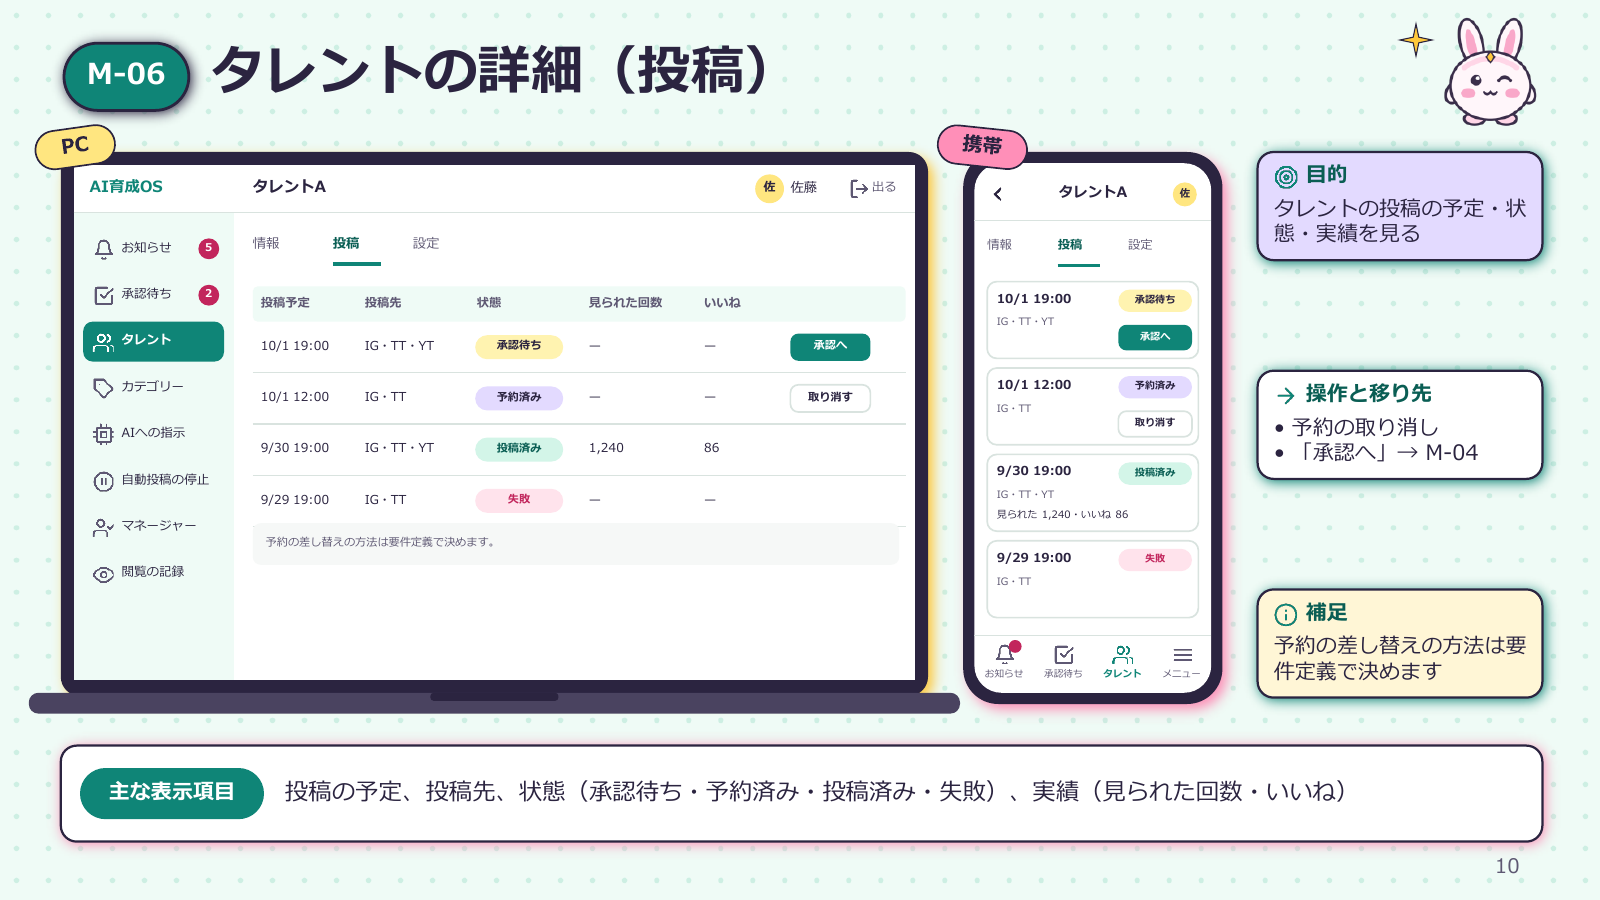 M-06
タレントの詳細（投稿）
PC
AI育成OS
タレントA
佐 佐藤
出る
お知らせ 5
承認待ち 2
タレント
カテゴリー
AIへの指示
自動投稿の停止
マネージャー
閲覧の記録
情報 投稿 設定
投稿予定 投稿先 状態 見られた回数 いいね
10/1 19:00 IG・TT・YT 承認待ち — — 承認へ
10/1 12:00 IG・TT 予約済み — — 取り消す
9/30 19:00 IG・TT・YT 投稿済み 1,240 86
9/29 19:00 IG・TT 失敗 — —
予約の差し替えの方法は要件定義で決めます。
携帯
タレントA 佐
情報 投稿 設定
10/1 19:00 承認待ち
IG・TT・YT
承認へ
10/1 12:00 予約済み
IG・TT
取り消す
9/30 19:00 投稿済み
IG・TT・YT
見られた 1,240・いいね 86
9/29 19:00 失敗
IG・TT
お知らせ 承認待ち タレント メニュー
目的
タレントの投稿の予定・状
態・実績を見る
操作と移り先
• 予約の取り消し
• 「承認へ」→ M-04
補足
予約の差し替えの方法は要
件定義で決めます
主な表示項目
投稿の予定、投稿先、状態（承認待ち・予約済み・投稿済み・失敗）、実績（見られた回数・いいね）
10